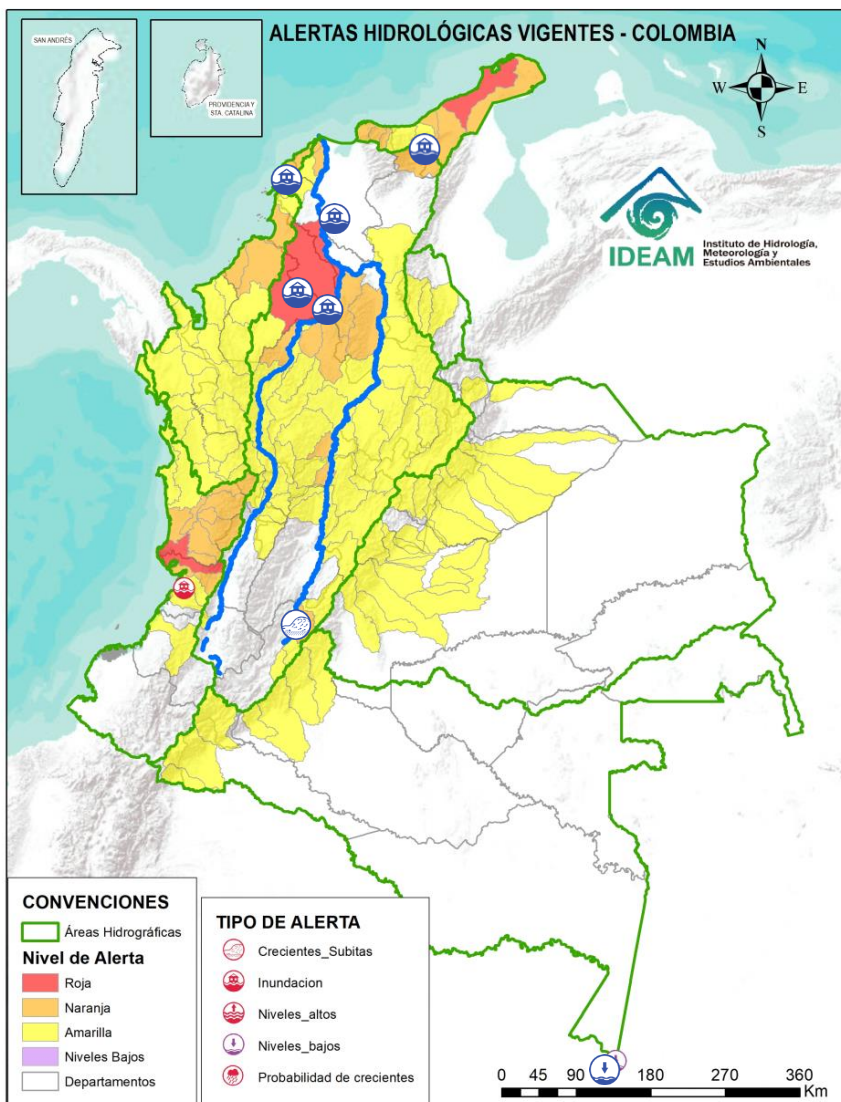 ALERTAS HIDROLÓGICAS VIGENTES - COLOMBIA
SAN ANDRÉS
PROVIDENCIA Y
STA. CATALINA
N
W
E
S
IDEAM
Instituto de Hidrología,
Meteorología y
Estudios Ambientales
CONVENCIONES
Áreas Hidrográficas
Nivel de Alerta
Roja
Naranja
Amarilla
Niveles Bajos
Departamentos
TIPO DE ALERTA
Crecientes_Subitas
Inundacion
Niveles_altos
Niveles_bajos
Probabilidad de crecientes
0 45 90 180 270 360
Km